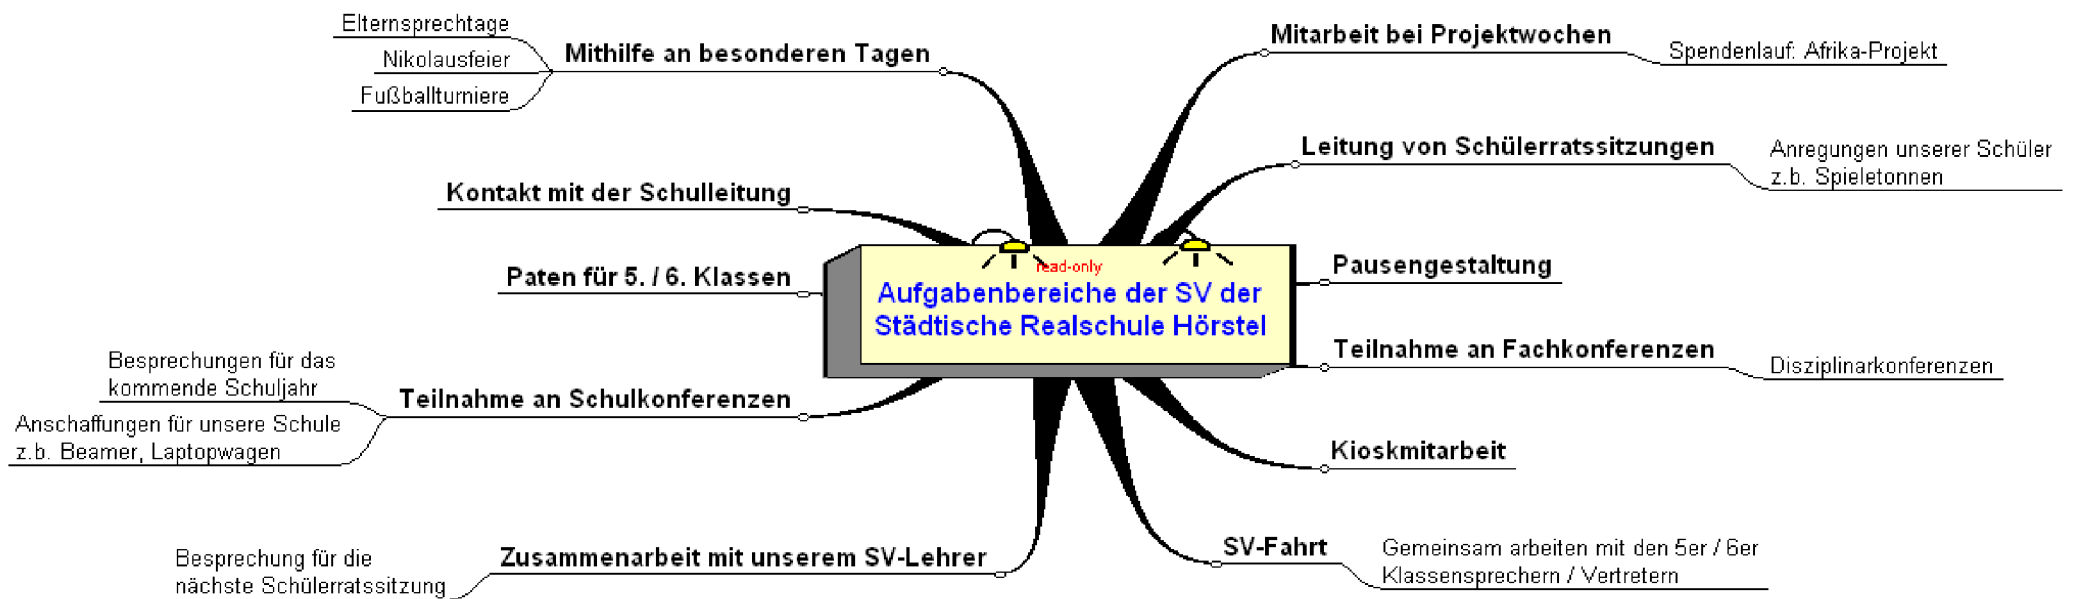 Elternsprechtage
Nikolausfeier
Fußballturniere
Mithilfe an besonderen Tagen
Kontakt mit der Schulleitung
Paten für 5. / 6. Klassen
Besprechungen für das
kommende Schuljahr
Anschaffungen für unsere Schule
z.b. Beamer, Laptopwagen
Teilnahme an Schulkonferenzen
Besprechung für die
nächste Schülerratssitzung
Zusammenarbeit mit unserem SV-Lehrer
read-only
Aufgabenbereiche der SV der
Städtische Realschule Hörstel
Mitarbeit bei Projektwochen
Spendenlauf: Afrika-Projekt
Leitung von Schülerratssitzungen
Anregungen unserer Schüler
z.b. Spieletonnen
Pausengestaltung
Teilnahme an Fachkonferenzen
Disziplinarkonferenzen
Kioskmitarbeit
SV-Fahrt
Gemeinsam arbeiten mit den 5er / 6er
Klassensprechern / Vertretern